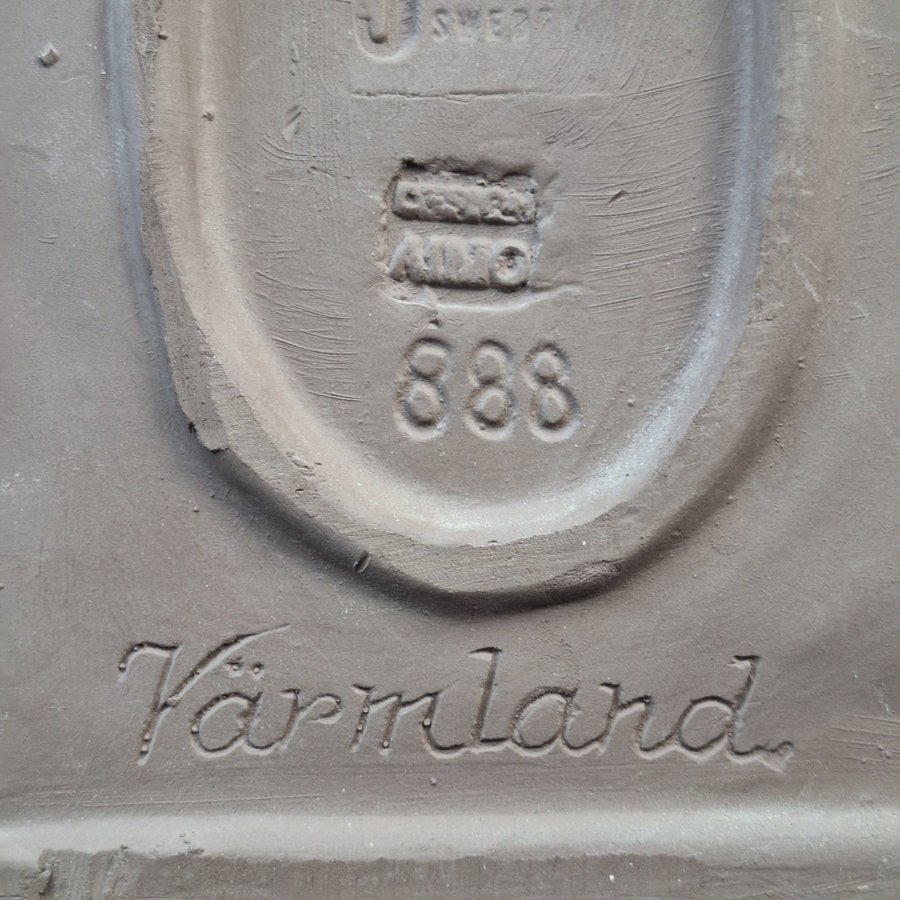 J
DESIGN
AIMO
888
Värmland.